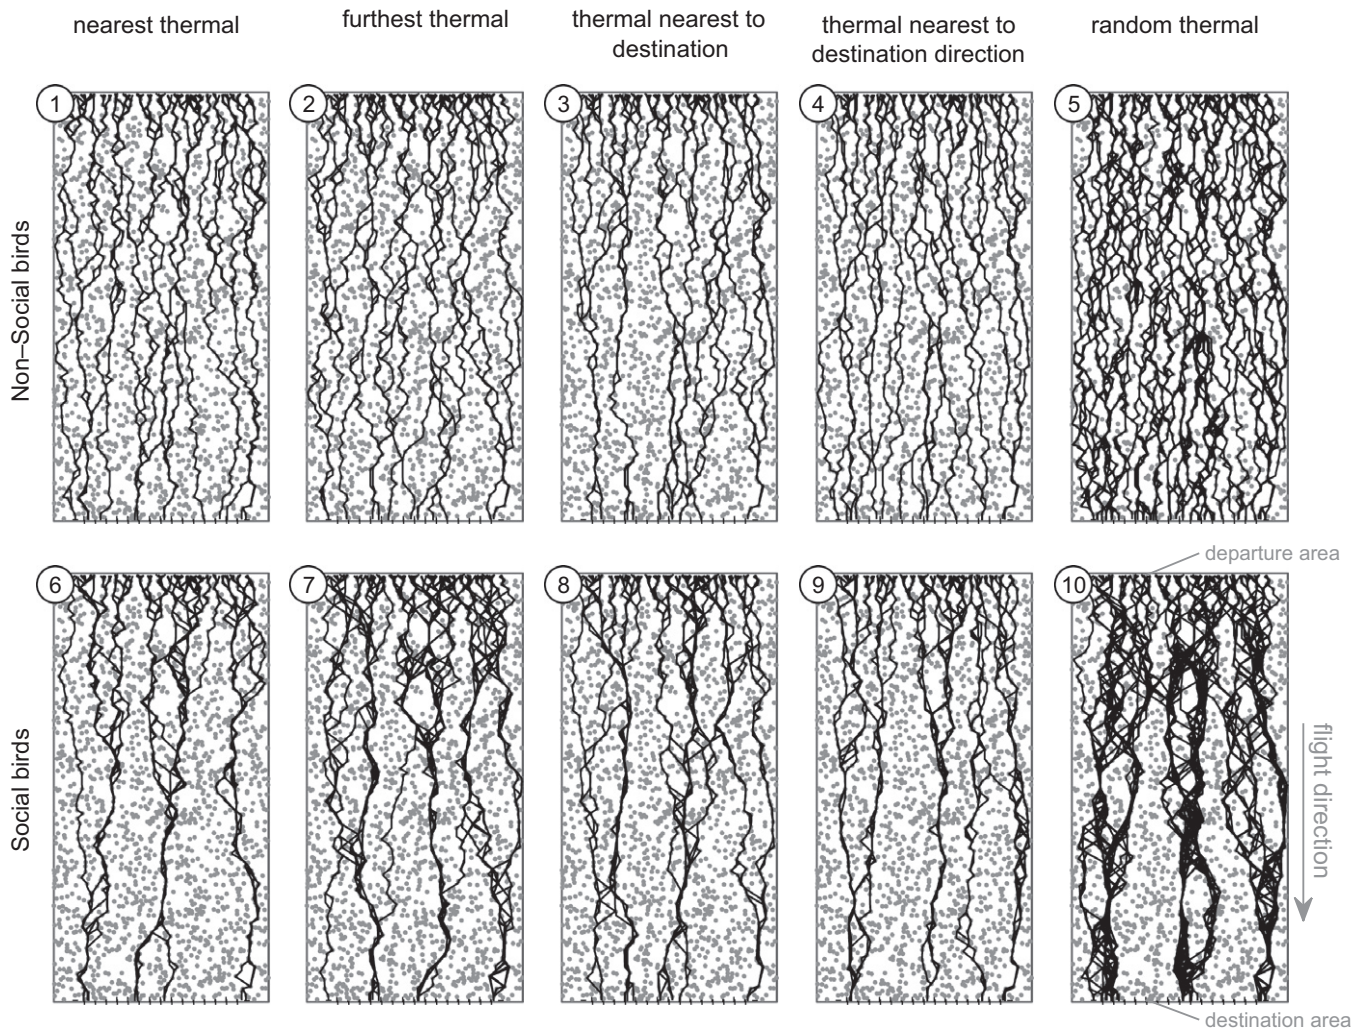 nearest thermal
furthest thermal
thermal nearest to
destination
thermal nearest to
destination direction
random thermal
Non–Social birds
1
2
3
4
5
departure area
Social birds
6
7
8
9
10
flight direction
destination area